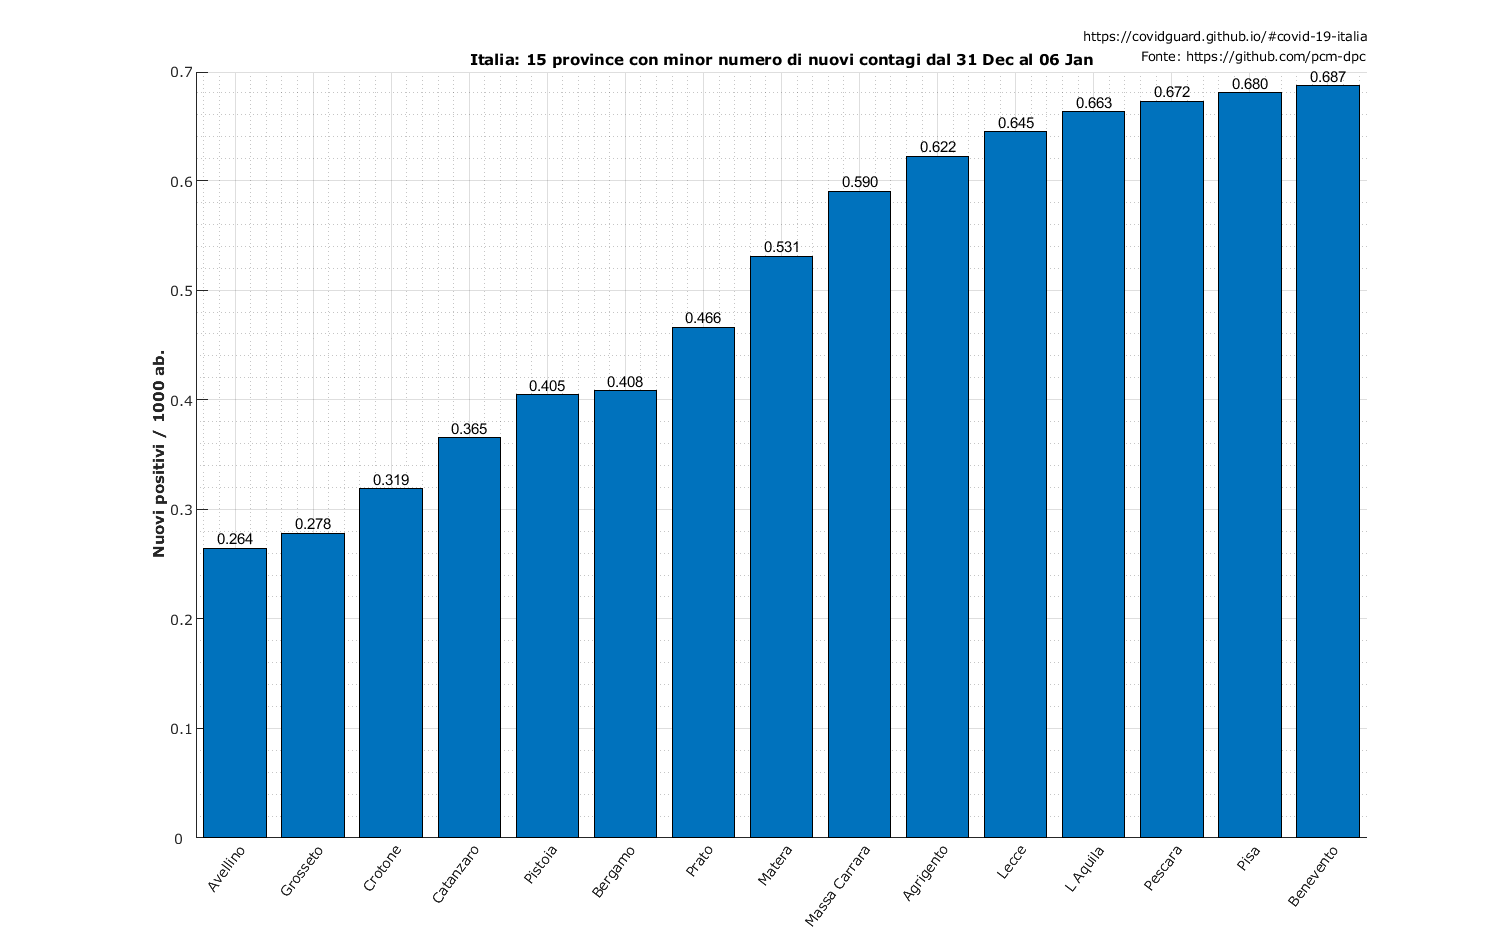 https://covidguard.github.io/#covid-19-italia
Italia: 15 province con minor numero di nuovi contagi dal 31 Dec al 06 Jan
Fonte: https://github.com/pcm-dpc
Nuovi positivi / 1000 ab.
0.7
0.6
0.5
0.4
0.3
0.2
0.1
0
0.264
0.278
0.319
0.365
0.405
0.408
0.466
0.531
0.590
0.622
0.645
0.663
0.672
0.680
0.687
Avellino
Grosseto
Crotone
Catanzaro
Pistoia
Bergamo
Prato
Matera
Massa Carrara
Agrigento
Lecce
L Aquila
Pescara
Pisa
Benevento